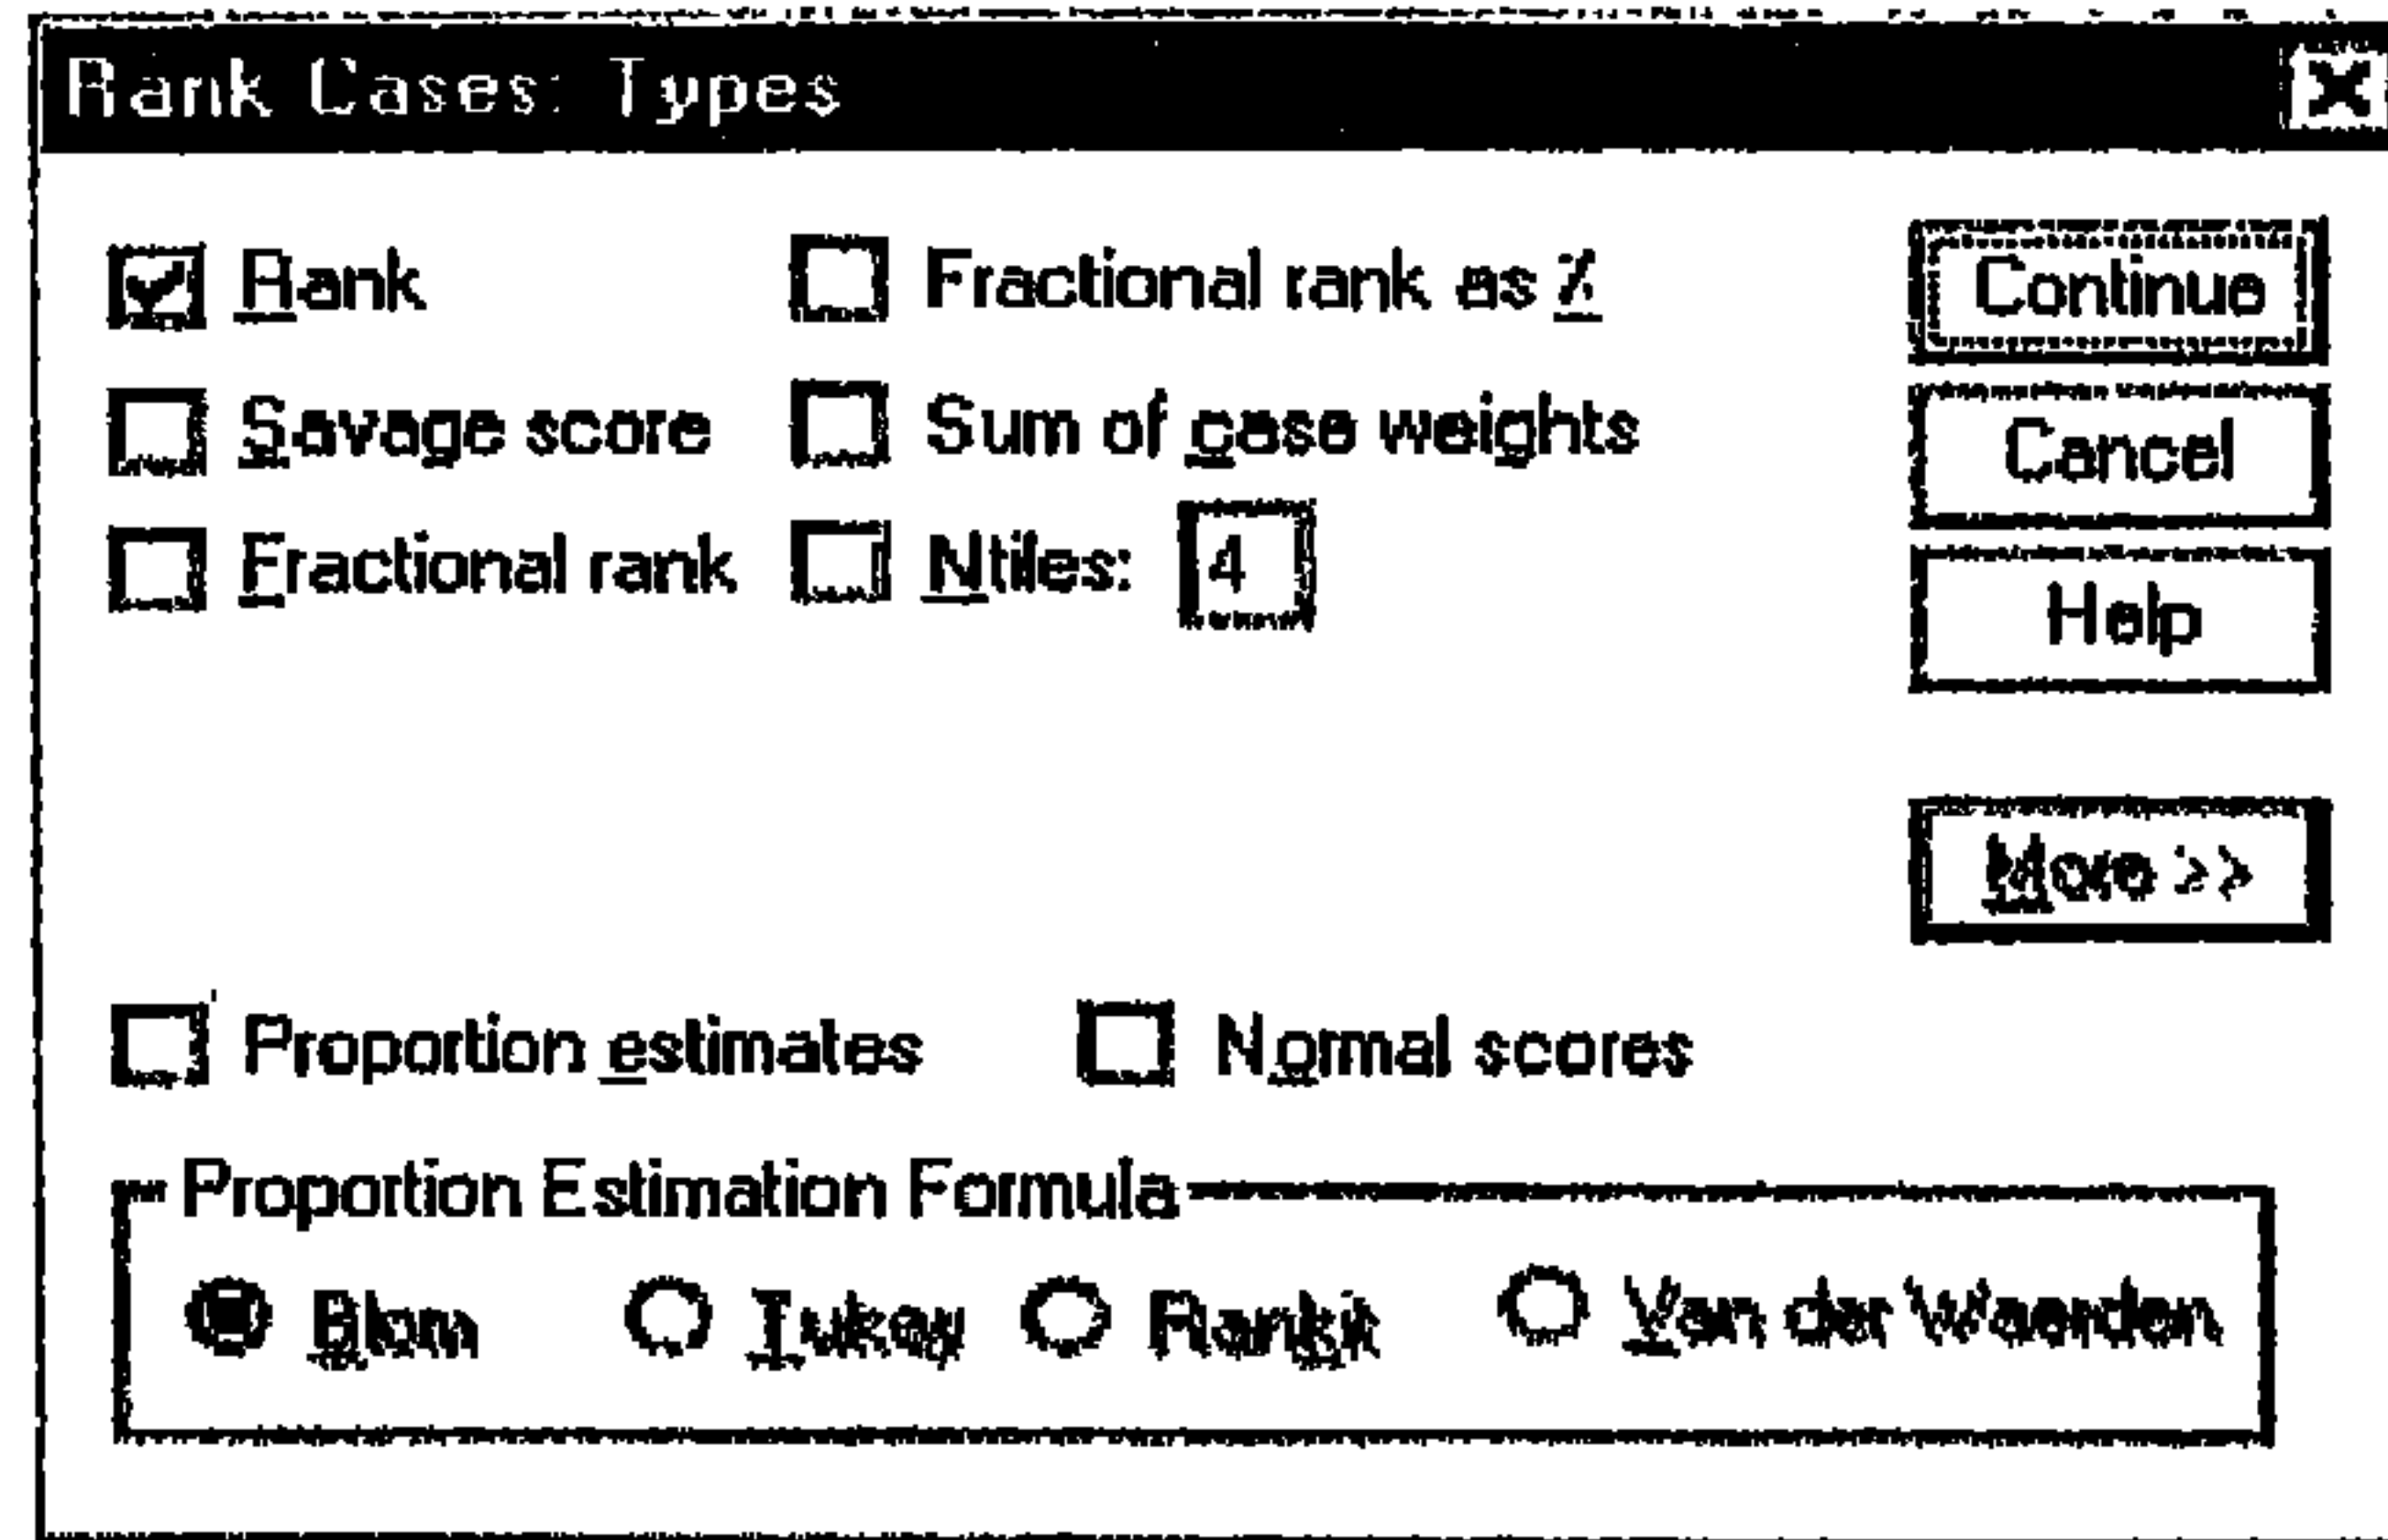 Rank Cases: Types
Rank
Fractional rank as %
Continue
Savage score
Sum of case weights
Cancel
Fractional rank
Ntiles: 4
Help
More >>
Proportion estimates
Normal scores
Proportion Estimation Formula
Blom
Tukey
Rankit
Van der Waerden